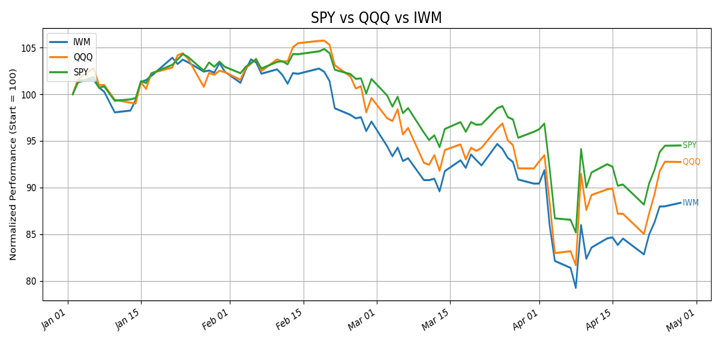 SPY vs QQQ vs IWM
Normalized Performance (Start = 100)
105
100
95
90
85
80
IWM
QQQ
SPY
SPY
QQQ
IWM
Jan 01
Jan 15
Feb 01
Feb 15
Mar 01
Mar 15
Apr 01
Apr 15
May 01